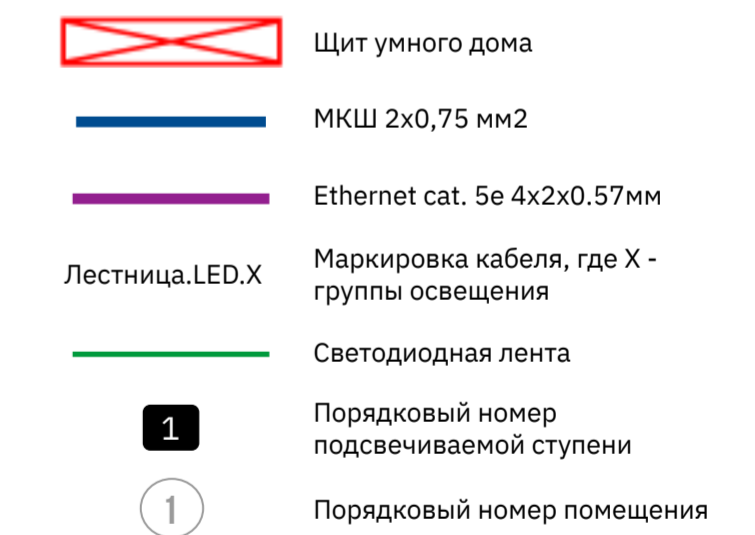 Щит умного дома
МКШ 2х0,75 мм2
Ethernet cat. 5e 4x2x0.57мм
Лестница.LED.X
Маркировка кабеля, где X -
группы освещения
Светодиодная лента
1
Порядковый номер
подсвечиваемой ступени
1
Порядковый номер помещения